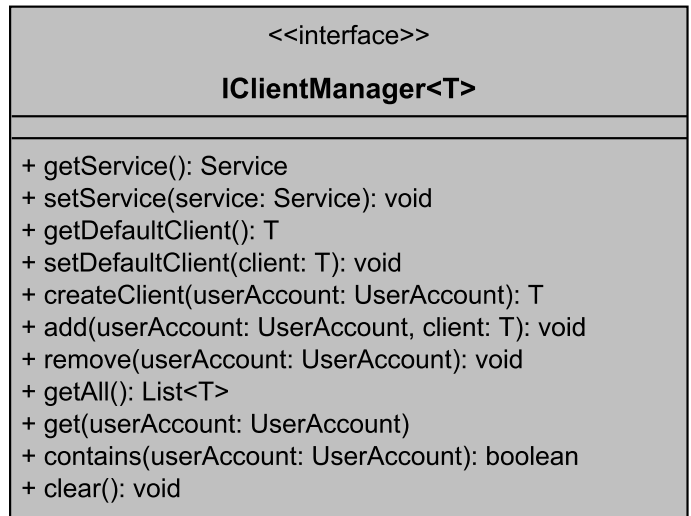 <<interface>>
IClientManager<T>
+ getService(): Service
+ setService(service: Service): void
+ getDefaultClient(): T
+ setDefaultClient(client: T): void
+ createClient(userAccount: UserAccount): T
+ add(userAccount: UserAccount, client: T): void
+ remove(userAccount: UserAccount): void
+ getAll(): List<T>
+ get(userAccount: UserAccount)
+ contains(userAccount: UserAccount): boolean
+ clear(): void